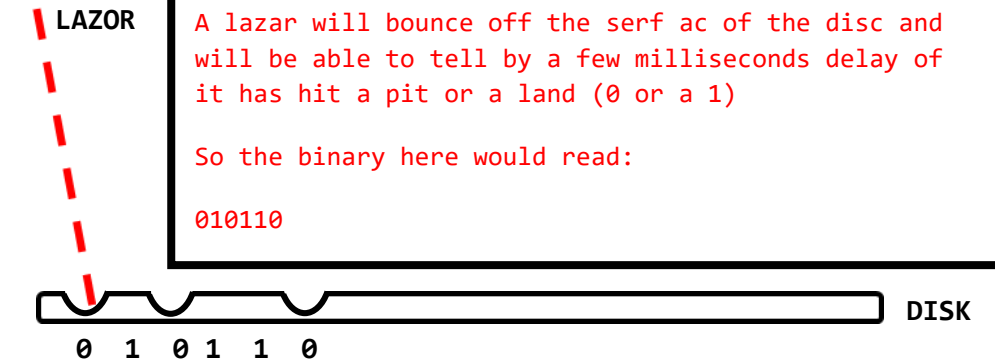 LAZOR
A lazar will bounce off the serf ac of the disc and
will be able to tell by a few milliseconds delay of
it has hit a pit or a land (0 or a 1)
So the binary here would read:
010110
DISK
0 1 0 1 1 0